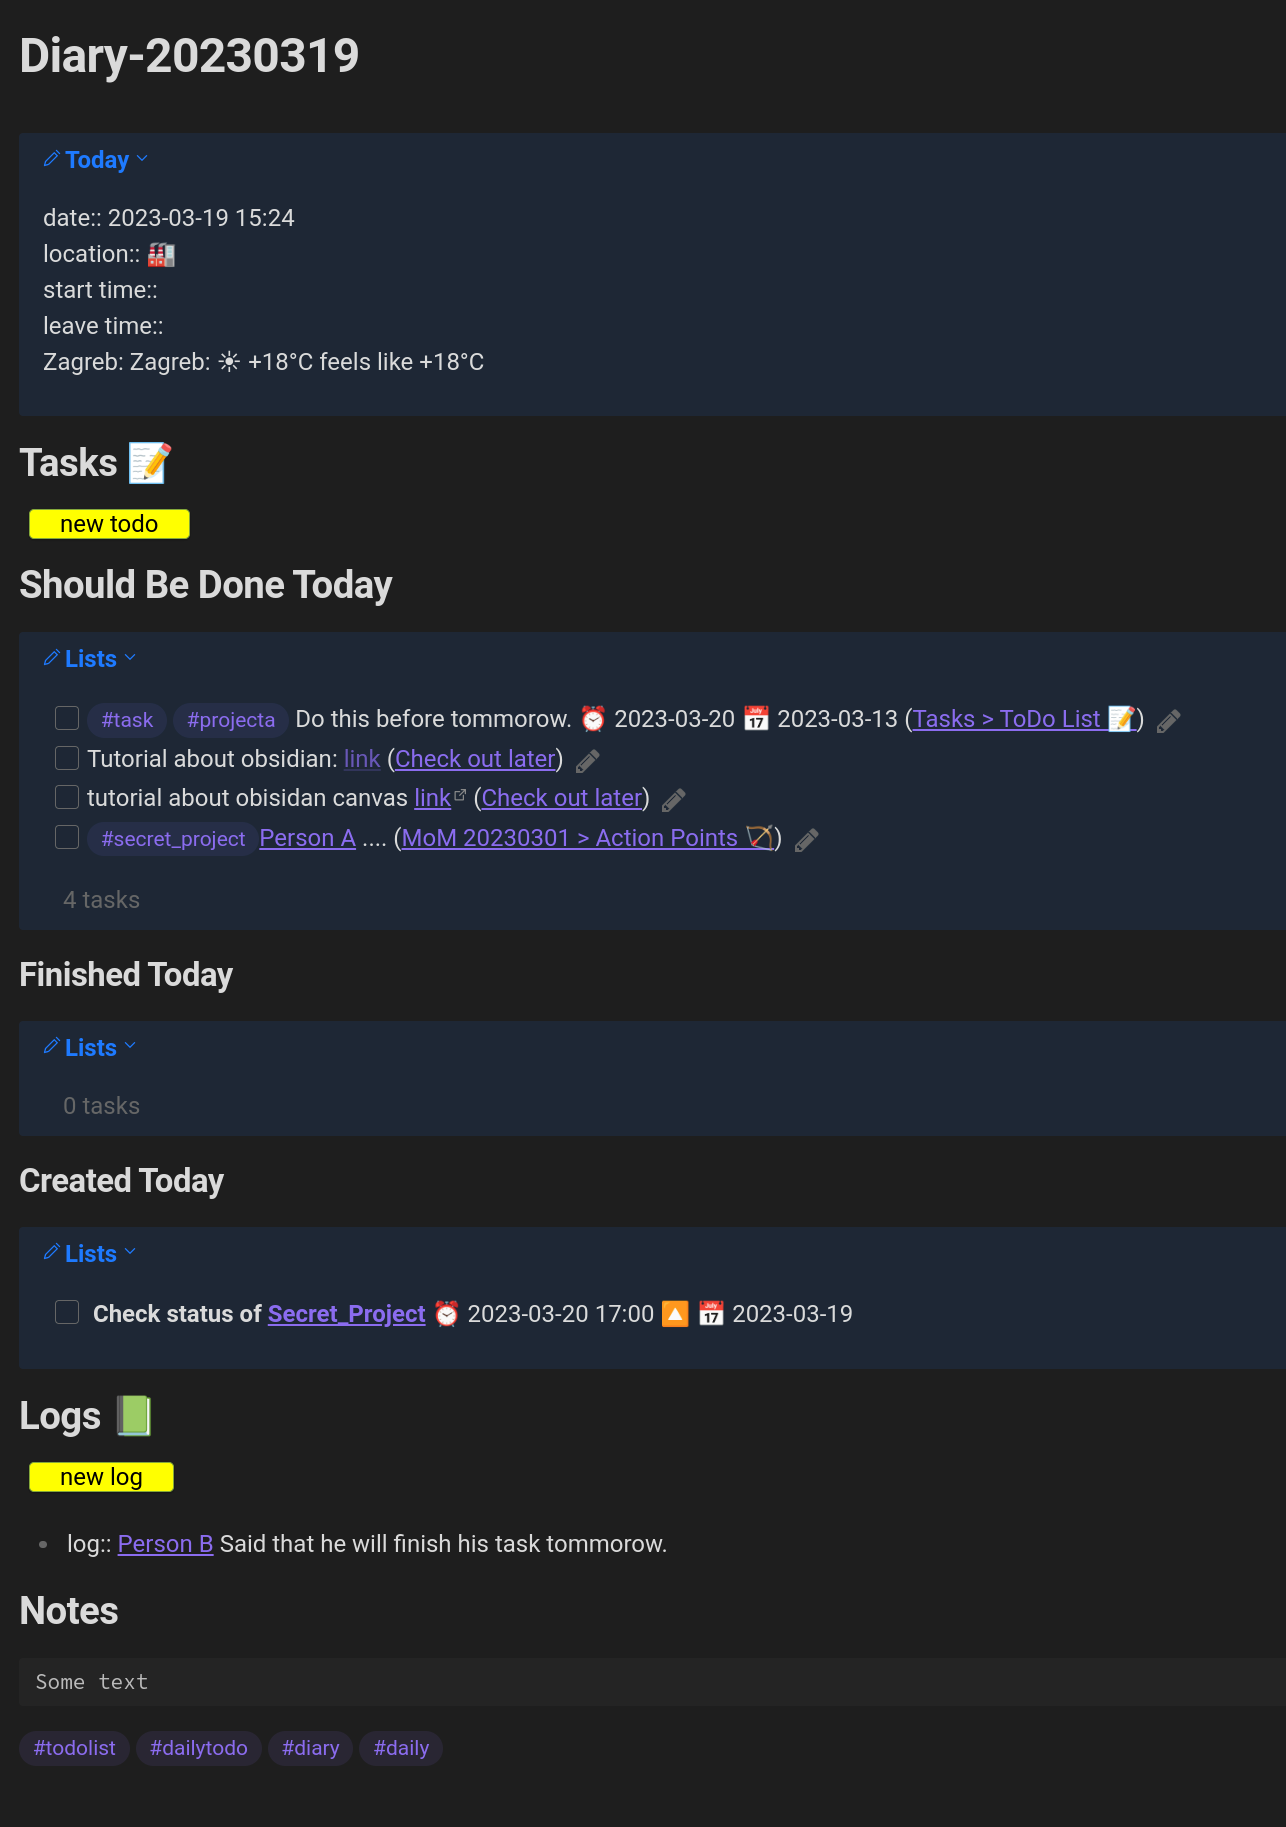 Diary-20230319
Today
date:: 2023-03-19 15:24
location:: 🏭
start time::
leave time::
Zagreb: Zagreb: ☀ +18°C feels like +18°C
Tasks 📝
new todo
Should Be Done Today
Lists
#task #projecta Do this before tommorow. ⏰ 2023-03-20 📅 2023-03-13 (Tasks > ToDo List 📝)
Tutorial about obsidian: link (Check out later)
tutorial about obisidan canvas link (Check out later)
#secret_project Person A .... (MoM 20230301 > Action Points 🏹)
4 tasks
Finished Today
Lists
0 tasks
Created Today
Lists
Check status of Secret_Project ⏰ 2023-03-20 17:00 🔼 📅 2023-03-19
Logs 📗
new log
log:: Person B Said that he will finish his task tommorow.
Notes
Some text
#todolist #dailytodo #diary #daily